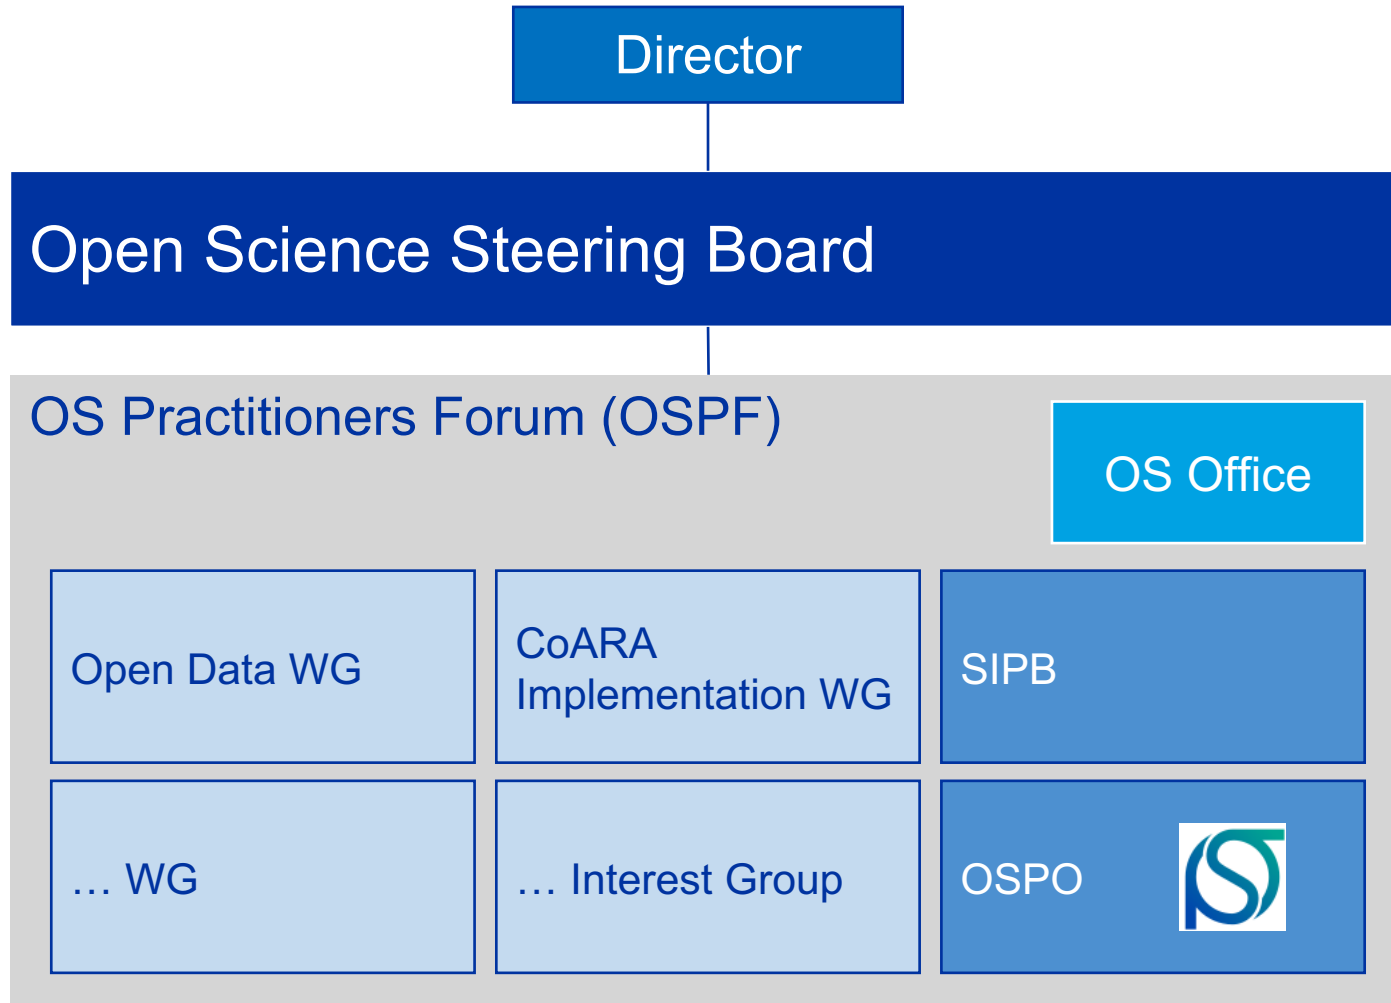 Director
Open Science Steering Board
OS Practitioners Forum (OSPF)
OS Office
Open Data WG
CoARA
Implementation WG
SIPB
… WG
… Interest Group
OSPO